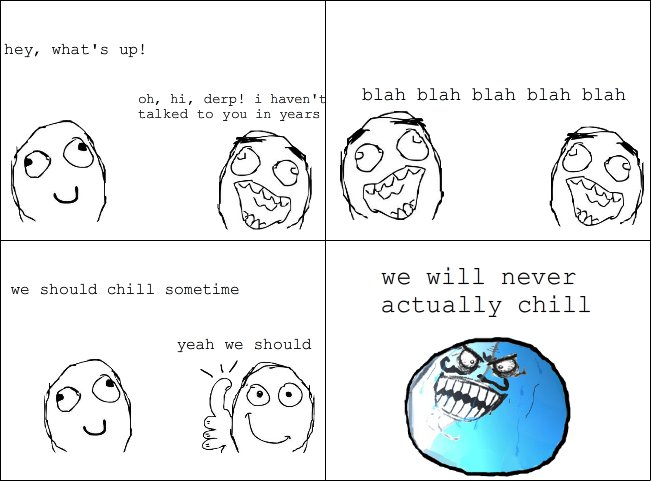 hey, what's up!
oh, hi, derp! i haven't
talked to you in years
blah blah blah blah blah
we should chill sometime
yeah we should
we will never
actually chill